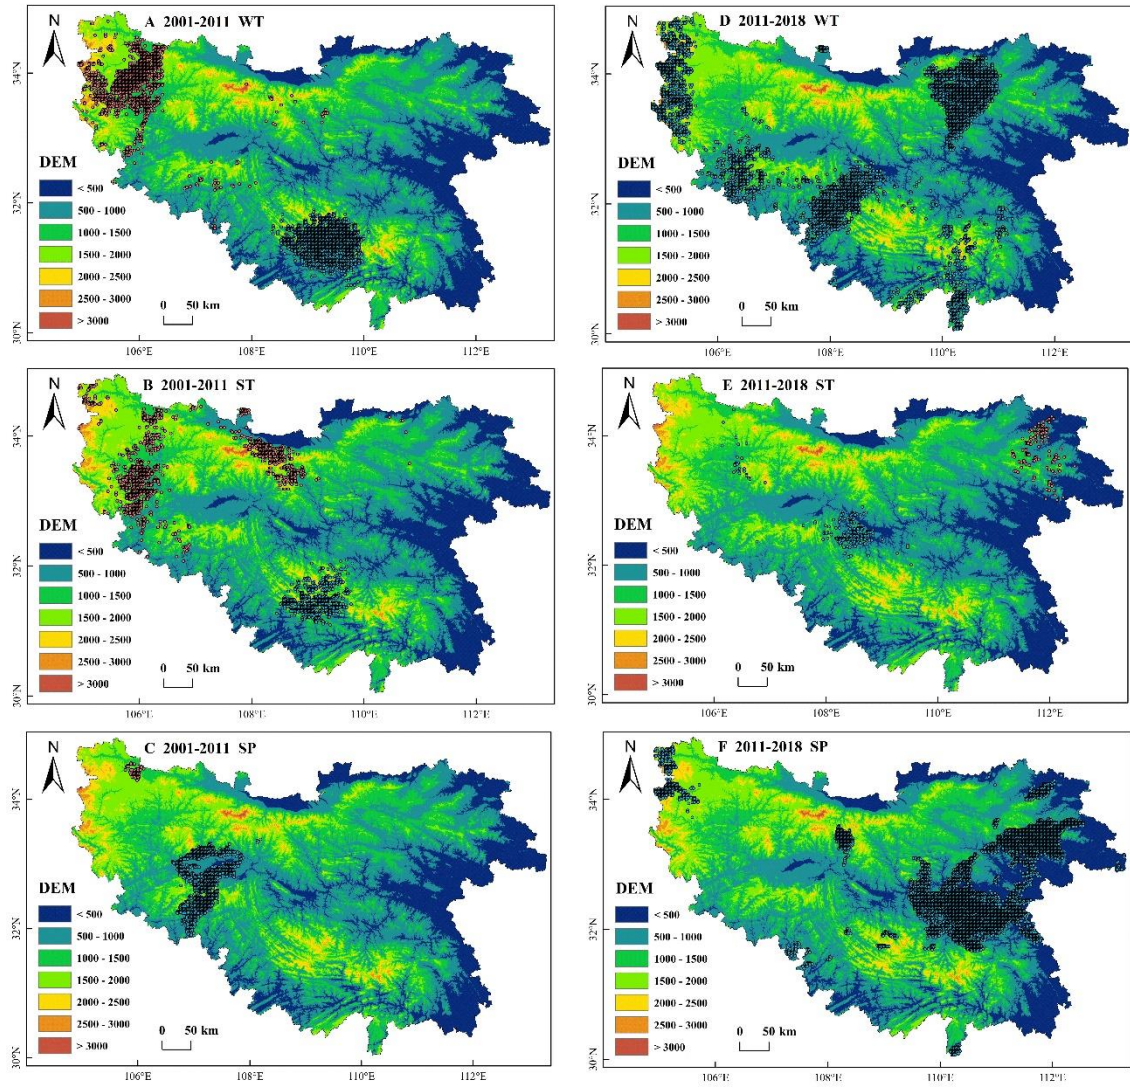 A 2001-2011 WT
N
34°N
32°N
30°N
DEM
< 500
500 - 1000
1000 - 1500
1500 - 2000
2000 - 2500
2500 - 3000
> 3000
0 50 km
106°E 108°E 110°E 112°E
D 2011-2018 WT
N
34°N
32°N
30°N
DEM
< 500
500 - 1000
1000 - 1500
1500 - 2000
2000 - 2500
2500 - 3000
> 3000
0 50 km
106°E 108°E 110°E 112°E
B 2001-2011 ST
N
34°N
32°N
30°N
DEM
< 500
500 - 1000
1000 - 1500
1500 - 2000
2000 - 2500
2500 - 3000
> 3000
0 50 km
106°E 108°E 110°E 112°E
E 2011-2018 ST
N
34°N
32°N
30°N
DEM
< 500
500 - 1000
1000 - 1500
1500 - 2000
2000 - 2500
2500 - 3000
> 3000
0 50 km
106°E 108°E 110°E 112°E
C 2001-2011 SP
N
34°N
32°N
30°N
DEM
< 500
500 - 1000
1000 - 1500
1500 - 2000
2000 - 2500
2500 - 3000
> 3000
0 50 km
106°E 108°E 110°E 112°E
F 2011-2018 SP
N
34°N
32°N
30°N
DEM
< 500
500 - 1000
1000 - 1500
1500 - 2000
2000 - 2500
2500 - 3000
> 3000
0 50 km
106°E 108°E 110°E 112°E